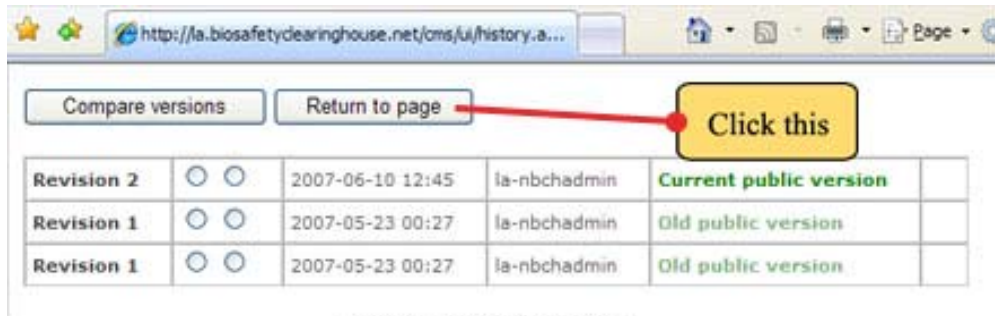 http://la.biosafetyclearinghouse.net/cms/ui/history.a... Page
Compare versions Return to page Click this
Revision 2 2007-06-10 12:45 la-nbchadmin Current public version
Revision 1 2007-05-23 00:27 la-nbchadmin Old public version
Revision 1 2007-05-23 00:27 la-nbchadmin Old public version